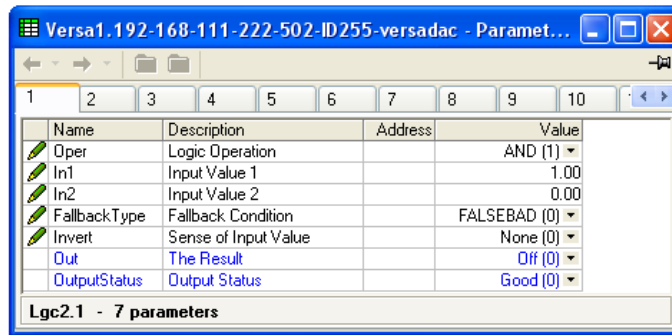 Versa1.192-168-111-222-502-ID255-versadac - Paramet...
1 2 3 4 5 6 7 8 9 10
Name Description Address Value
Oper Logic Operation AND (1)
In1 Input Value 1 1.00
In2 Input Value 2 0.00
FallbackType Fallback Condition FALSEBAD (0)
Invert Sense of Input Value None (0)
Out The Result Off (0)
OutputStatus Output Status Good (0)
Lgc2.1 - 7 parameters